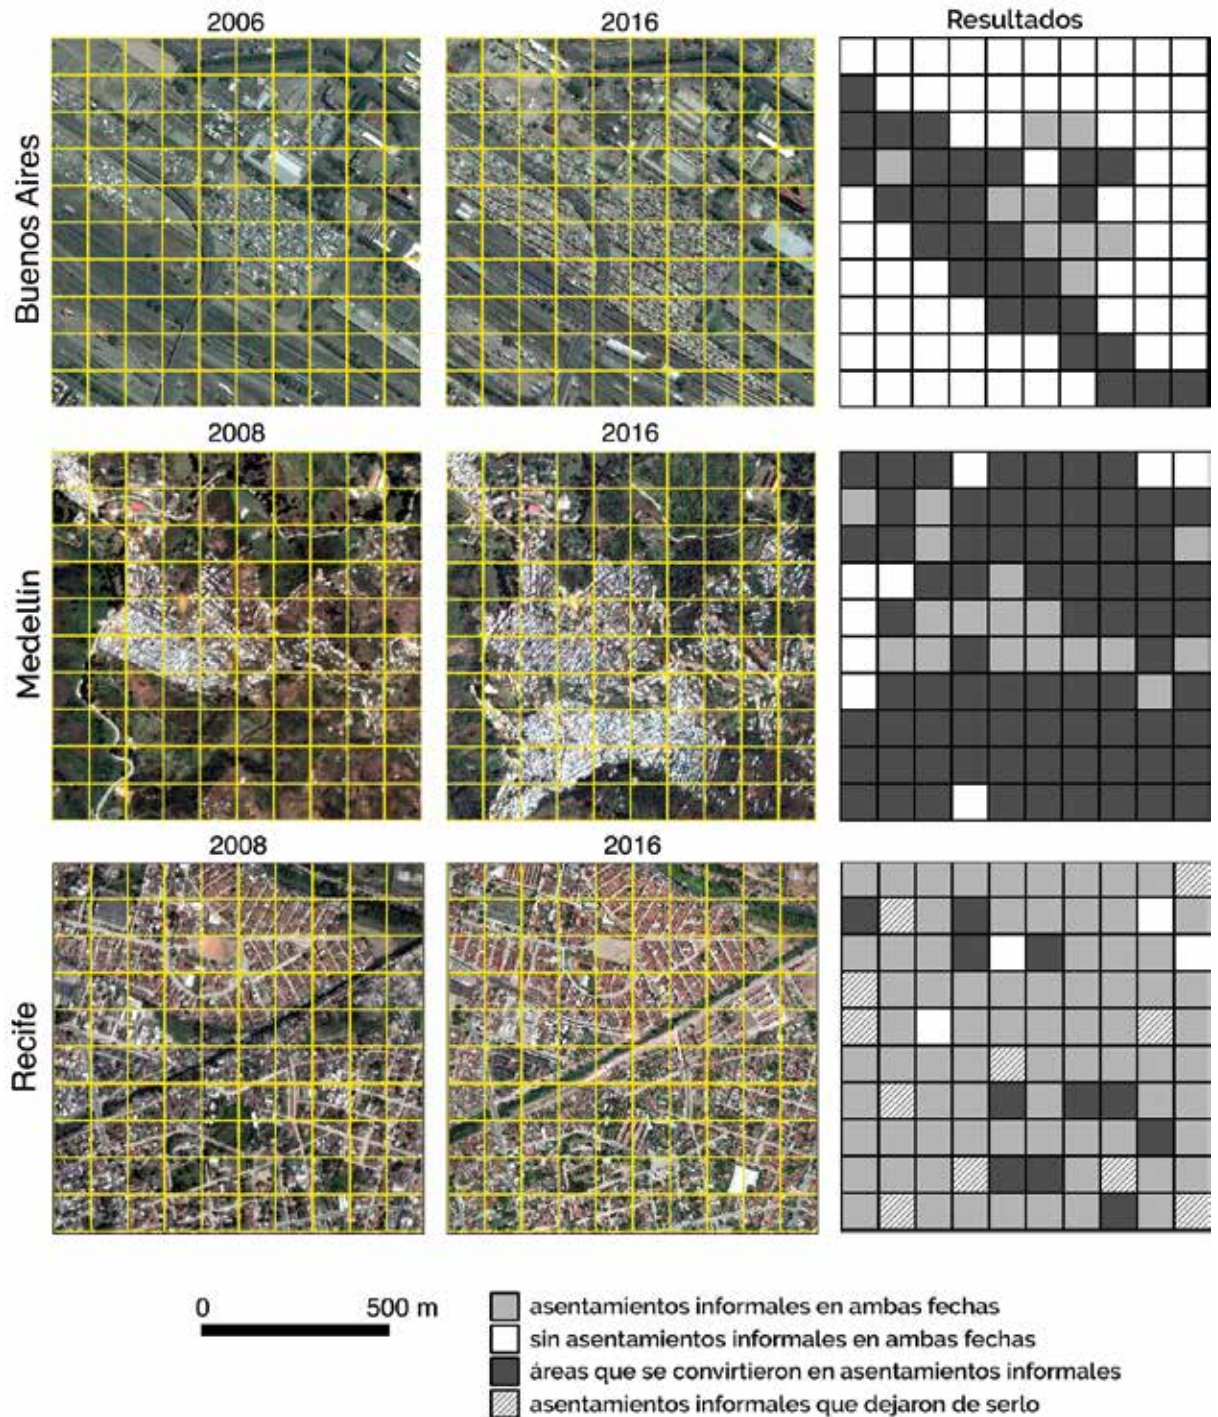 2006
2016
Resultados
Buenos Aires
2008
2016
Medellin
2008
2016
Recife
0
500 m
asentamientos informales en ambas fechas
sin asentamientos informales en ambas fechas
áreas que se convirtieron en asentamientos informales
asentamientos informales que dejaron de serlo